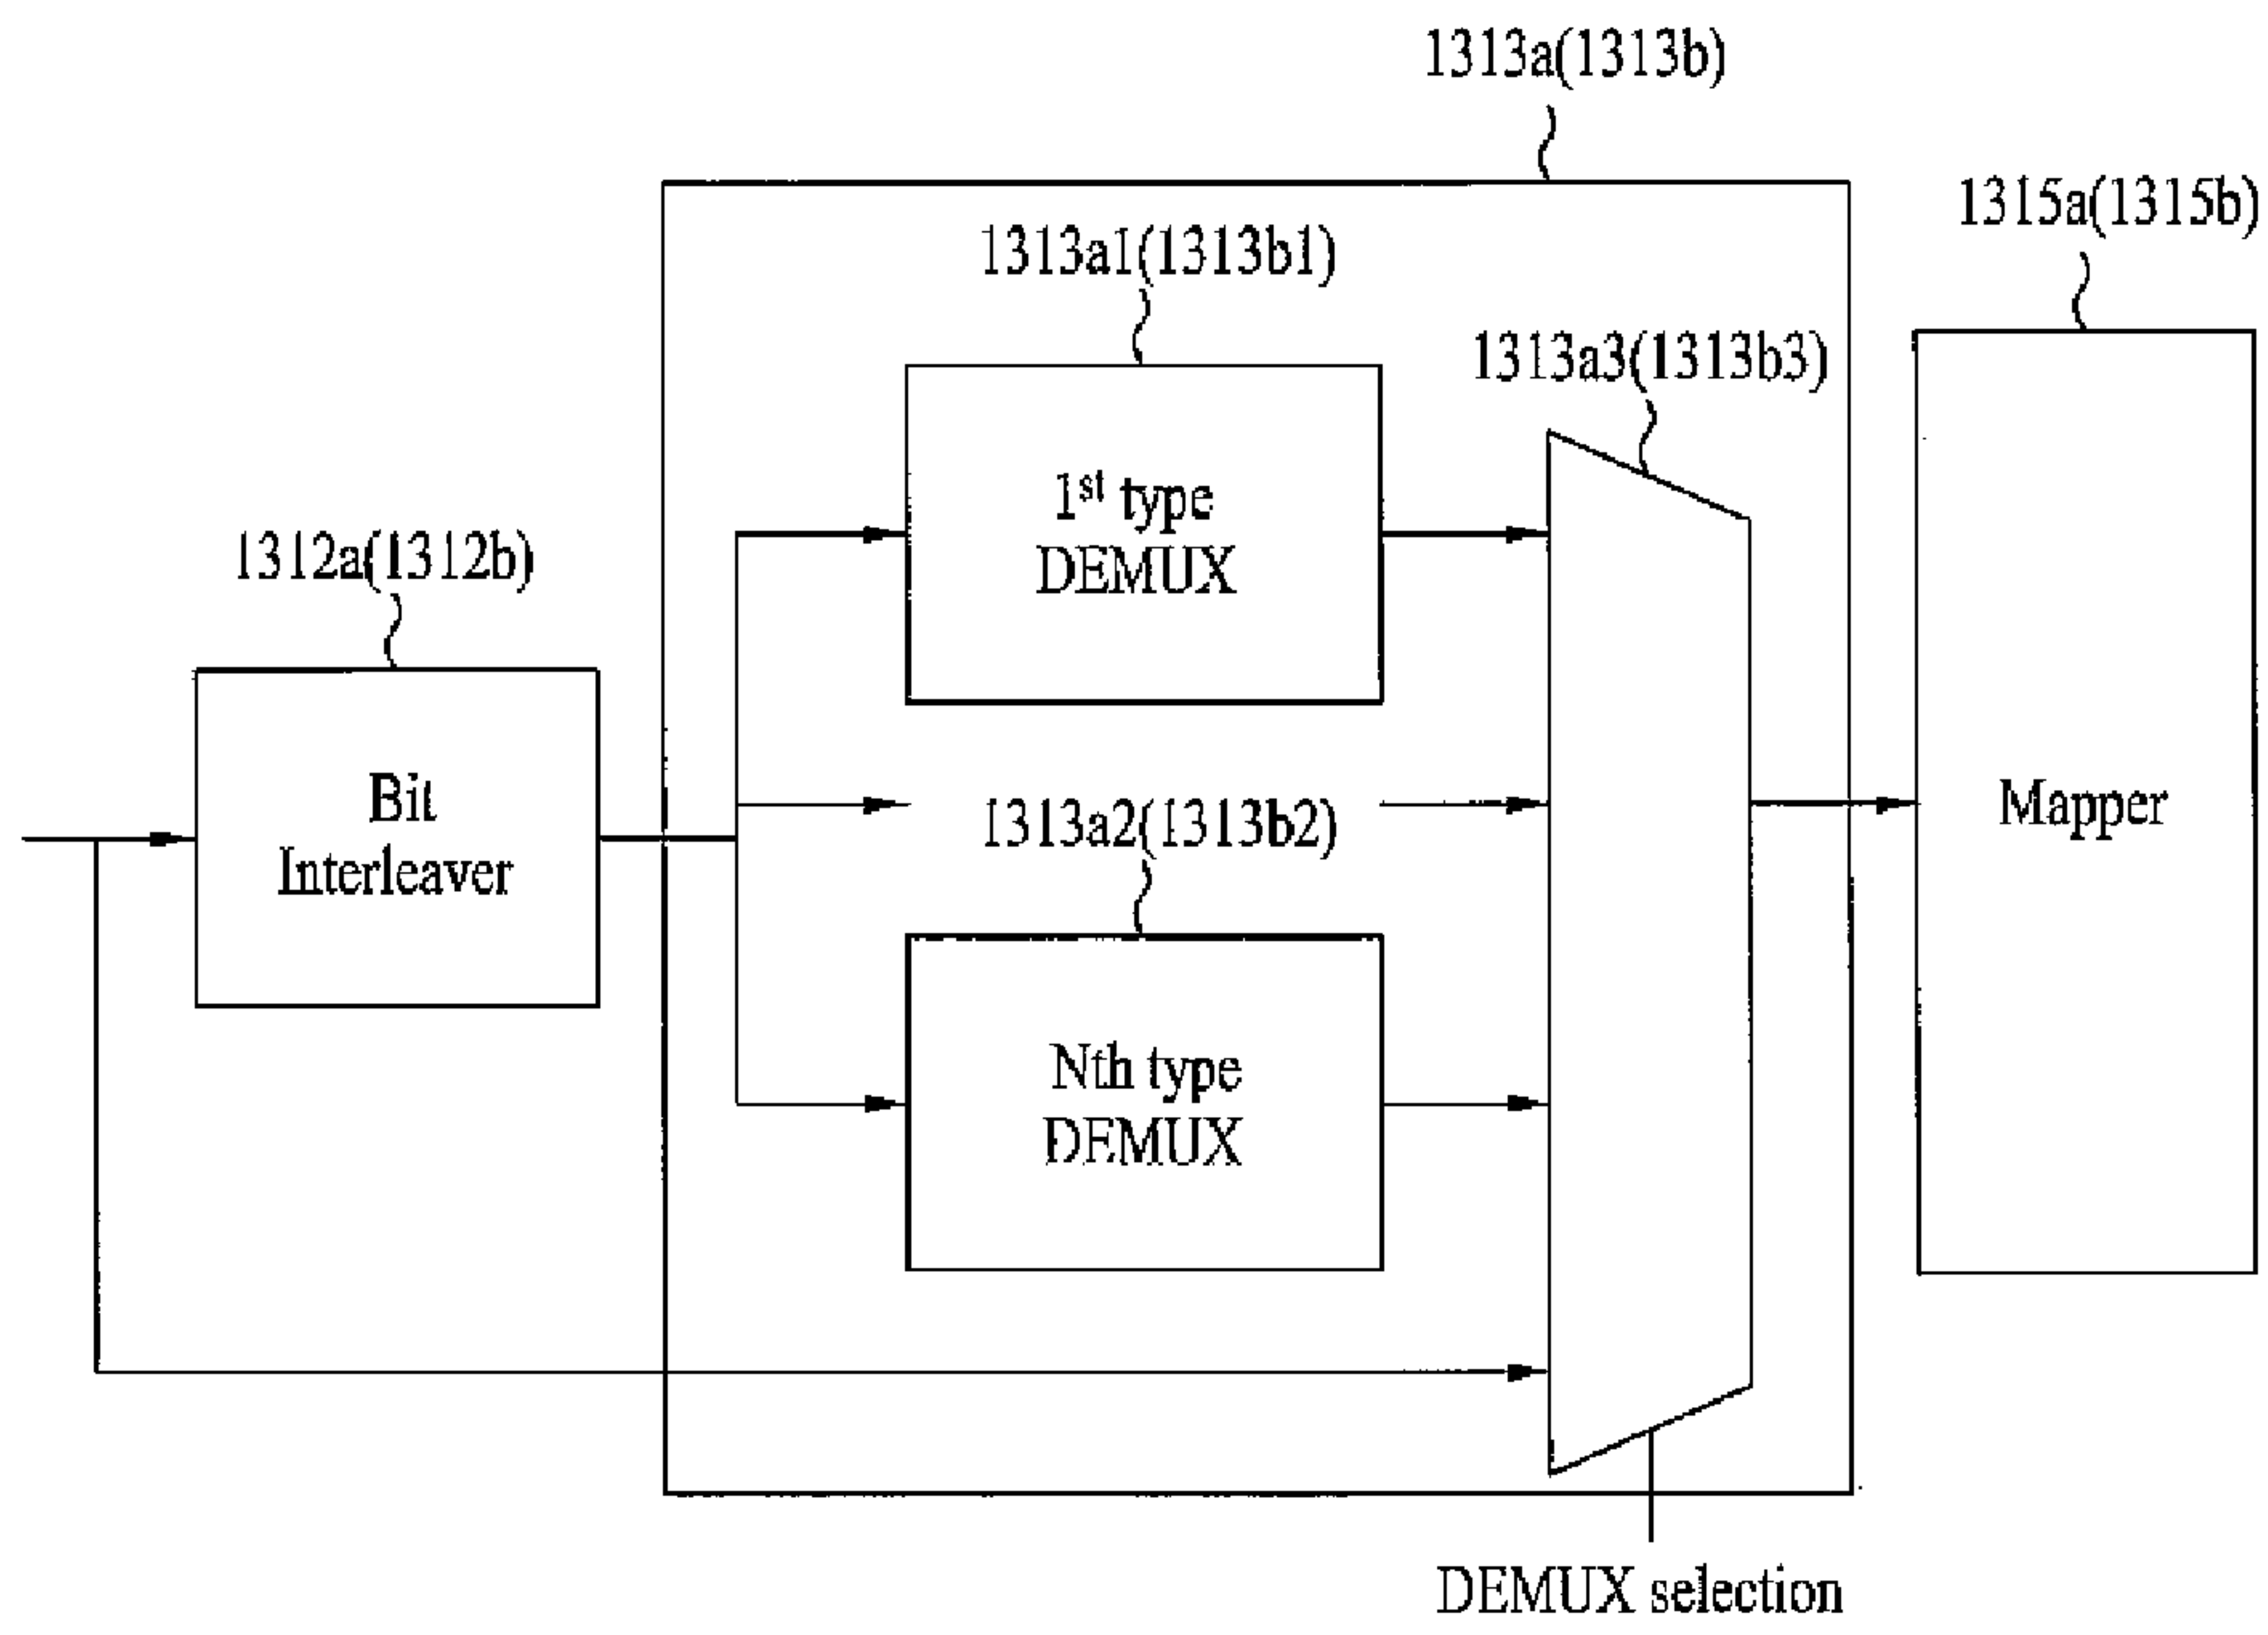 1313a(1313b)
1315a(1315b)
1313a1(1313b1)
1313a3(1313b3)
1st type
DEMUX
1312a(1312b)
Bit
Interleaver
1313a2(1313b2)
Mapper
Nth type
DEMUX
DEMUX selection